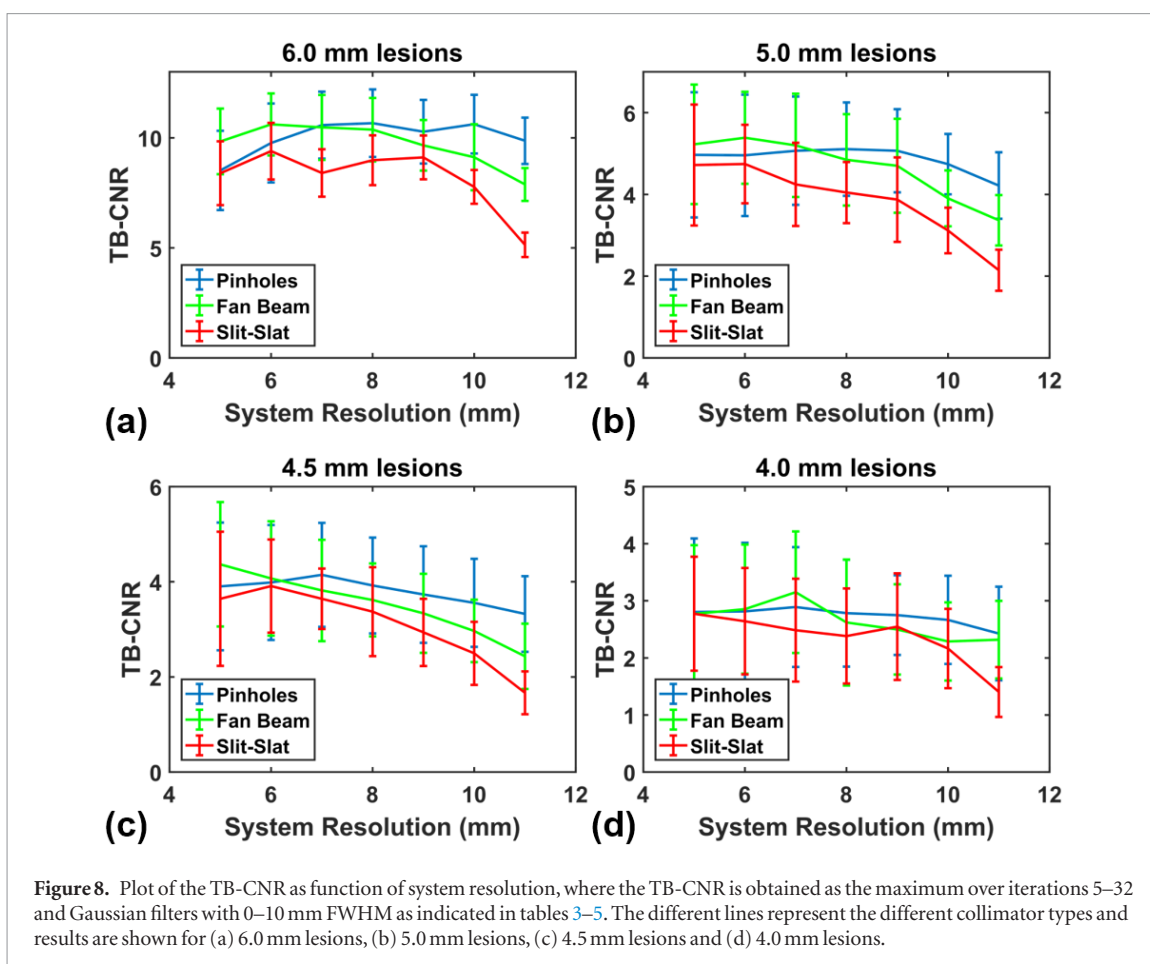 6.0 mm lesions
TB-CNR
10
5
0
Pinholes
Fan Beam
Slit-Slat
4 6 8 10 12
System Resolution (mm)
(a)
5.0 mm lesions
TB-CNR
6
4
2
0
Pinholes
Fan Beam
Slit-Slat
4 6 8 10 12
System Resolution (mm)
(b)
4.5 mm lesions
TB-CNR
6
4
2
0
Pinholes
Fan Beam
Slit-Slat
4 6 8 10 12
System Resolution (mm)
(c)
4.0 mm lesions
TB-CNR
5
4
3
2
1
0
Pinholes
Fan Beam
Slit-Slat
4 6 8 10 12
System Resolution (mm)
(d)
Figure 8. Plot of the TB-CNR as function of system resolution, where the TB-CNR is obtained as the maximum over iterations 5–32
and Gaussian filters with 0–10 mm FWHM as indicated in tables 3–5. The different lines represent the different collimator types and
results are shown for (a) 6.0 mm lesions, (b) 5.0 mm lesions, (c) 4.5 mm lesions and (d) 4.0 mm lesions.